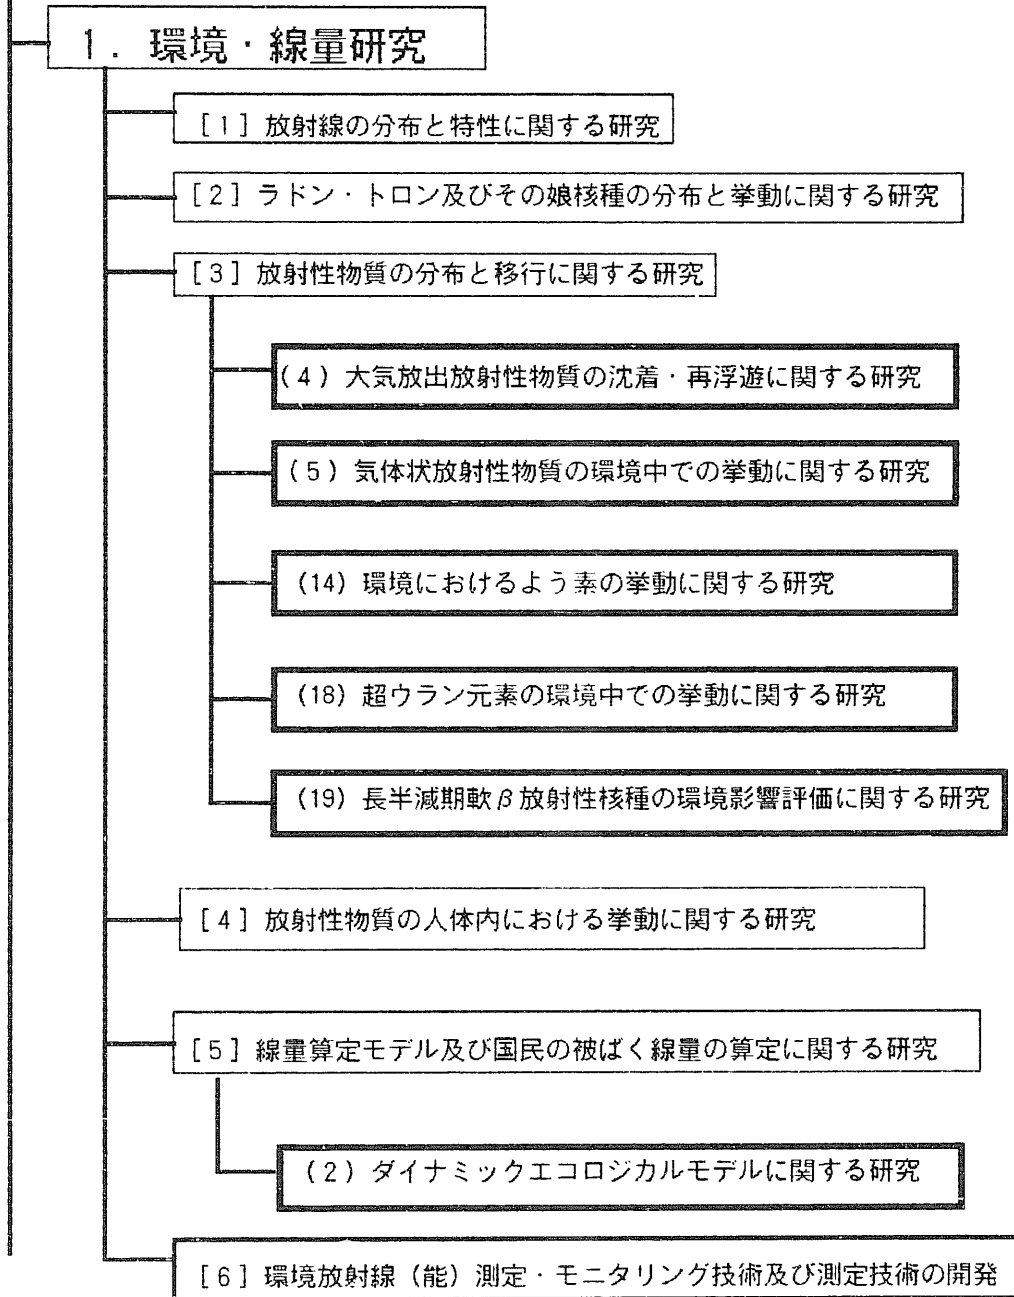 1. 環境・線量研究
[1] 放射線の分布と特性に関する研究
[2] ラドン・トロン及びその娘核種の分布と挙動に関する研究
[3] 放射性物質の分布と移行に関する研究
(4) 大気放出放射性物質の沈着・再浮遊に関する研究
(5) 気体状放射性物質の環境中での挙動に関する研究
(14) 環境におけるよう素の挙動に関する研究
(18) 超ウラン元素の環境中での挙動に関する研究
(19) 長半減期軟β放射性核種の環境影響評価に関する研究
[4] 放射性物質の人体内における挙動に関する研究
[5] 線量算定モデル及び国民の被ばく線量の算定に関する研究
(2) ダイナミックエコロジカルモデルに関する研究
[6] 環境放射線（能）測定・モニタリング技術及び測定技術の開発